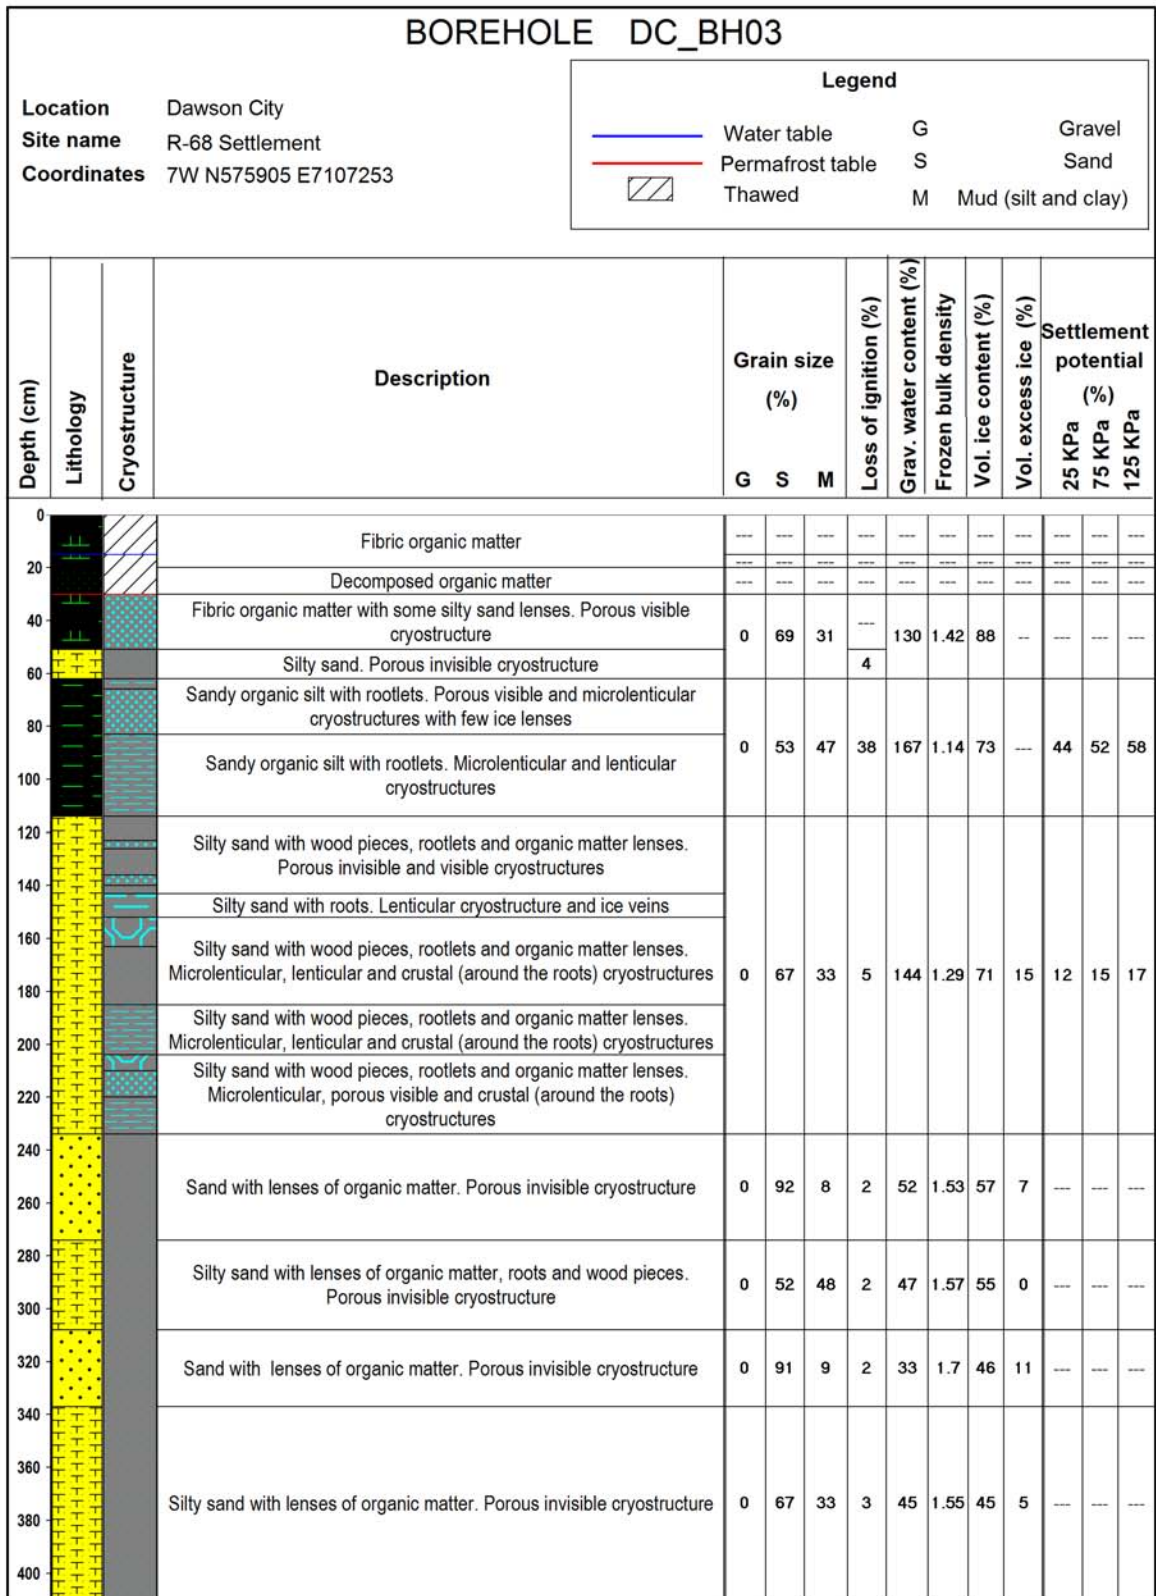 BOREHOLE DC_BH03
Location Dawson City
Site name R-68 Settlement
Coordinates 7W N575905 E7107253
Legend
Water table G Gravel
Permafrost table S Sand
Thawed M Mud (silt and clay)
Depth (cm)
Lithology
Cryostructure
Description
Grain size
(%)
G S M
Loss of ignition (%)
Grav. water content (%)
Frozen bulk density
Vol. ice content (%)
Vol. excess ice (%)
Settlement
potential
(%)
25 KPa
75 KPa
125 KPa
0
Fibric organic matter --- --- --- --- --- --- --- --- --- --- ---
--- --- --- --- --- --- --- --- --- --- ---
20
Decomposed organic matter --- --- --- --- --- --- --- --- --- --- ---
Fibric organic matter with some silty sand lenses. Porous visible
cryostructure
40
0 69 31 --- 130 1.42 88 -- --- --- ---
Silty sand. Porous invisible cryostructure 4
60
Sandy organic silt with rootlets. Porous visible and microlenticular
cryostructures with few ice lenses
80
0 53 47 38 167 1.14 73 --- 44 52 58
Sandy organic silt with rootlets. Microlenticular and lenticular
cryostructures
100
120
Silty sand with wood pieces, rootlets and organic matter lenses.
Porous invisible and visible cryostructures
140
Silty sand with roots. Lenticular cryostructure and ice veins
160
Silty sand with wood pieces, rootlets and organic matter lenses.
Microlenticular, lenticular and crustal (around the roots) cryostructures
0 67 33 5 144 1.29 71 15 12 15 17
180
Silty sand with wood pieces, rootlets and organic matter lenses.
Microlenticular, lenticular and crustal (around the roots) cryostructures
200
Silty sand with wood pieces, rootlets and organic matter lenses.
Microlenticular, porous visible and crustal (around the roots)
cryostructures
220
240
Sand with lenses of organic matter. Porous invisible cryostructure 0 92 8 2 52 1.53 57 7 --- --- ---
260
280
Silty sand with lenses of organic matter, roots and wood pieces.
Porous invisible cryostructure
0 52 48 2 47 1.57 55 0 --- --- ---
300
320
Sand with lenses of organic matter. Porous invisible cryostructure 0 91 9 2 33 1.7 46 11 --- --- ---
340
360
Silty sand with lenses of organic matter. Porous invisible cryostructure 0 67 33 3 45 1.55 45 5 --- --- ---
380
400